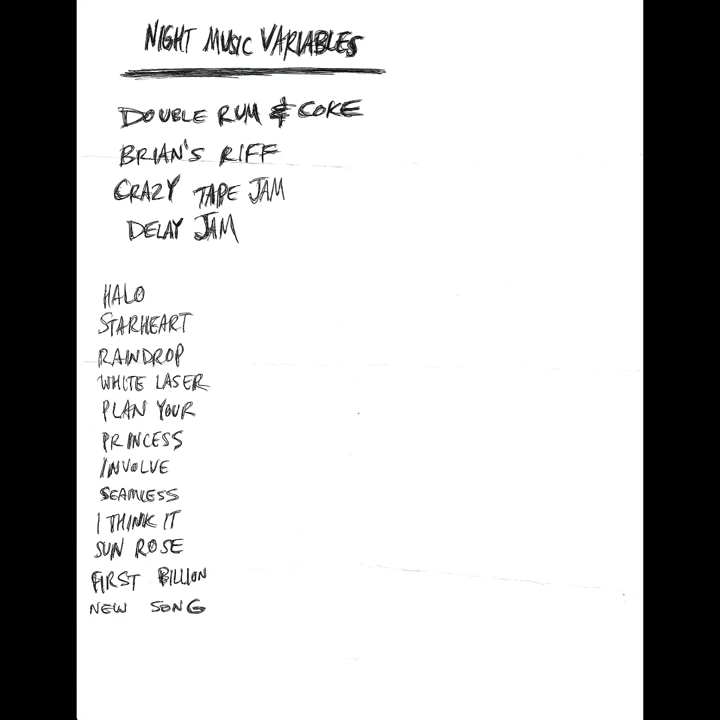 NIGHT MUSIC VARIABLES
DOUBLE RUM & COKE
BRIAN'S RIFF
CRAZY TAPE JAM
DELAY JAM
HALO
STARHEART
RAINDROP
WHITE LASER
PLAN YOUR
PRINCESS
INVOLVE
SEAMLESS
I THINK IT
SUN ROSE
FIRST BILLION
NEW SONG